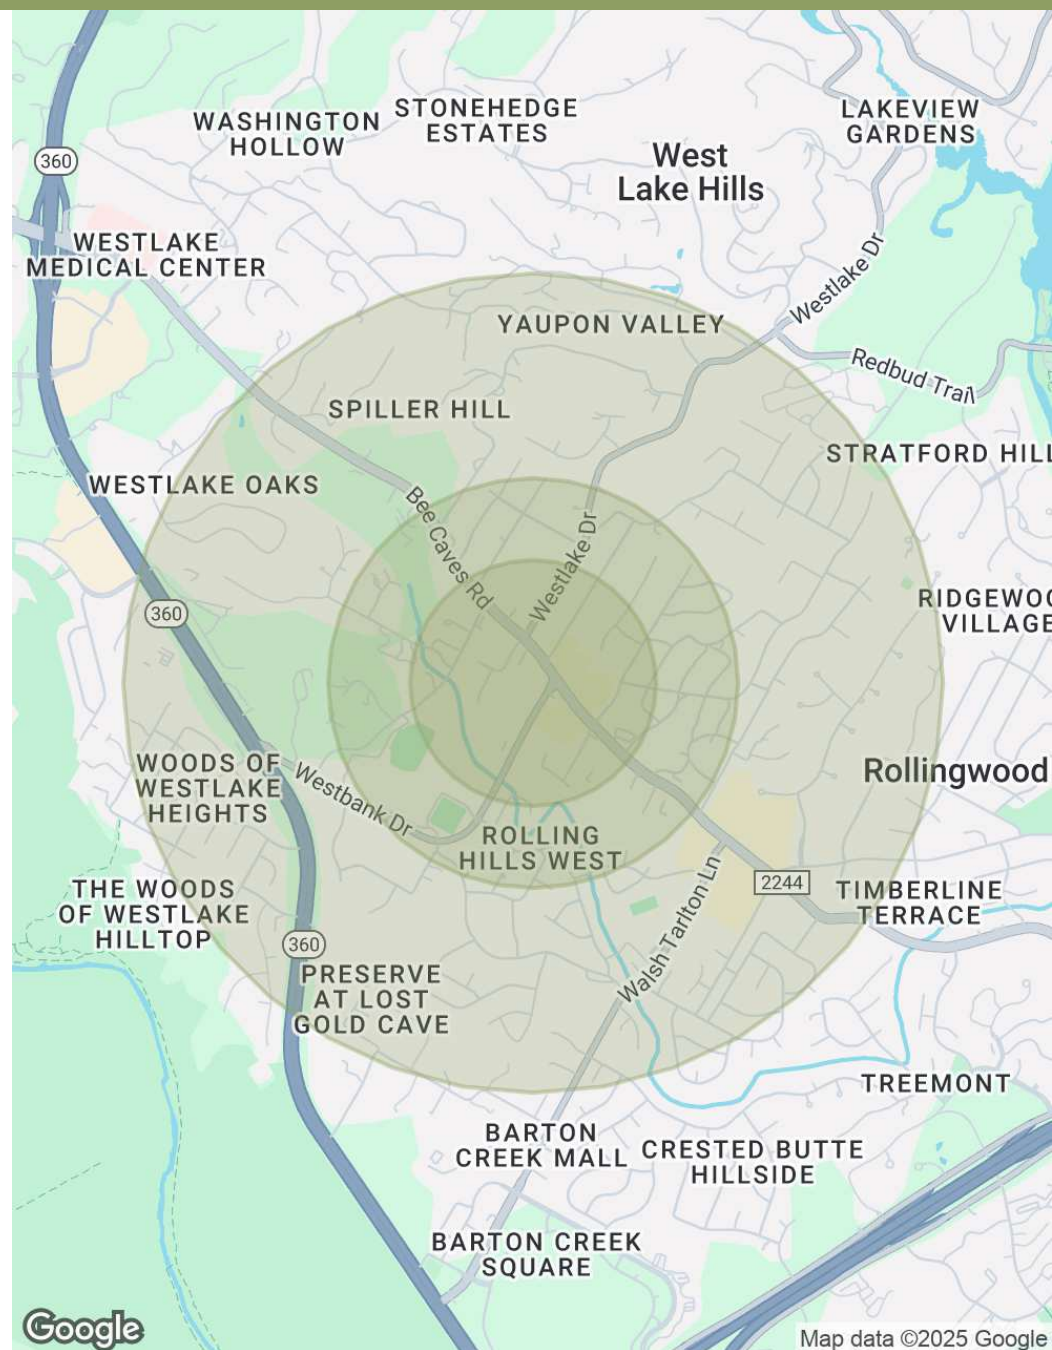 STONEHEDGE
ESTATES
WASHINGTON
HOLLOW
LAKEVIEW
GARDENS
West
Lake Hills
360
WESTLAKE
MEDICAL CENTER
Westlake Dr
YAUPON VALLEY
Redbud Trail
SPILLER HILL
STRATFORD HILL
WESTLAKE OAKS
Bee Caves Rd
Westlake Dr
360
RIDGEWOO
VILLAGE
WOODS OF
WESTLAKE
HEIGHTS
Westbank Dr
Rollingwood
ROLLING
HILLS WEST
Walsh Tarlton Ln
2244
THE WOODS
OF WESTLAKE
HILLTOP
TIMBERLINE
TERRACE
360
PRESERVE
AT LOST
GOLD CAVE
TREEMONT
BARTON
CREEK MALL
CRESTED BUTTE
HILLSIDE
BARTON CREEK
SQUARE
Google
Map data ©2025 Google